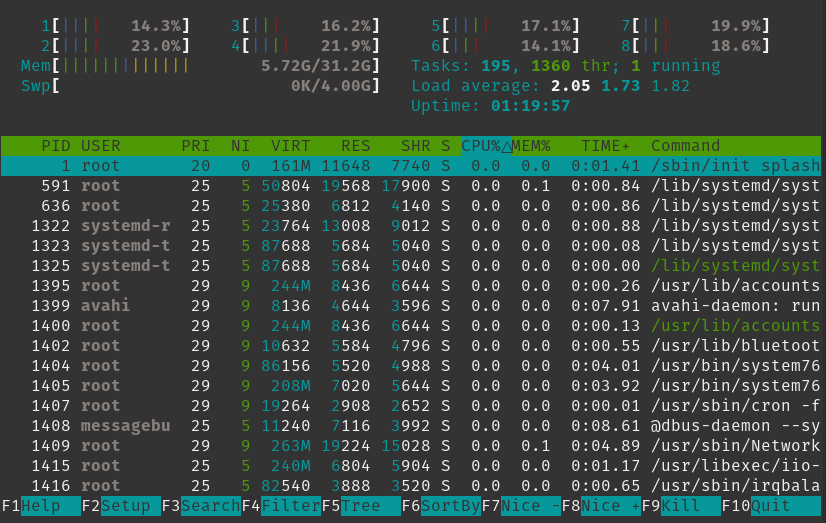 1[|||| 14.3%] 3[||| 16.2%] 5[|||| 17.1%] 7[||| 19.9%]
2[|||| 23.0%] 4[|||| 21.9%] 6[||| 14.1%] 8[||| 18.6%]
Mem[||||||||||||| 5.72G/31.2G] Tasks: 195, 1360 thr; 1 running
Swp[ 0K/4.00G] Load average: 2.05 1.73 1.82
Uptime: 01:19:57
PID USER PRI NI VIRT RES SHR S CPU%△MEM% TIME+ Command
1 root 20 0 161M 11648 7740 S 0.0 0.0 0:01.41 /sbin/init splash
591 root 25 5 50804 19568 17900 S 0.0 0.1 0:00.84 /lib/systemd/syst
636 root 25 5 25380 6812 4140 S 0.0 0.0 0:00.86 /lib/systemd/syst
1322 systemd-r 25 5 23764 13008 9012 S 0.0 0.0 0:00.88 /lib/systemd/syst
1323 systemd-t 25 5 87688 5684 5040 S 0.0 0.0 0:00.08 /lib/systemd/syst
1325 systemd-t 25 5 87688 5684 5040 S 0.0 0.0 0:00.00 /lib/systemd/syst
1395 root 29 9 244M 8436 6644 S 0.0 0.0 0:00.26 /usr/lib/accounts
1399 avahi 29 9 8136 4644 3596 S 0.0 0.0 0:07.91 avahi-daemon: run
1400 root 29 9 244M 8436 6644 S 0.0 0.0 0:00.13 /usr/lib/accounts
1402 root 29 9 10632 5584 4796 S 0.0 0.0 0:00.55 /usr/lib/bluetoot
1404 root 29 9 86156 5520 4988 S 0.0 0.0 0:04.01 /usr/bin/system76
1405 root 29 9 208M 7020 5644 S 0.0 0.0 0:03.92 /usr/bin/system76
1407 root 29 9 19264 2908 2652 S 0.0 0.0 0:00.01 /usr/sbin/cron -f
1408 messagebu 25 5 11240 7116 3992 S 0.0 0.0 0:08.61 @dbus-daemon --sy
1409 root 29 9 263M 19224 15028 S 0.0 0.1 0:04.89 /usr/sbin/Network
1415 root 25 5 240M 6804 5904 S 0.0 0.0 0:01.17 /usr/libexec/iio-
1416 root 25 5 82540 3888 3520 S 0.0 0.0 0:00.65 /usr/sbin/irqbala
F1Help F2Setup F3SearchF4FilterF5Tree F6SortByF7Nice -F8Nice +F9Kill F10Quit